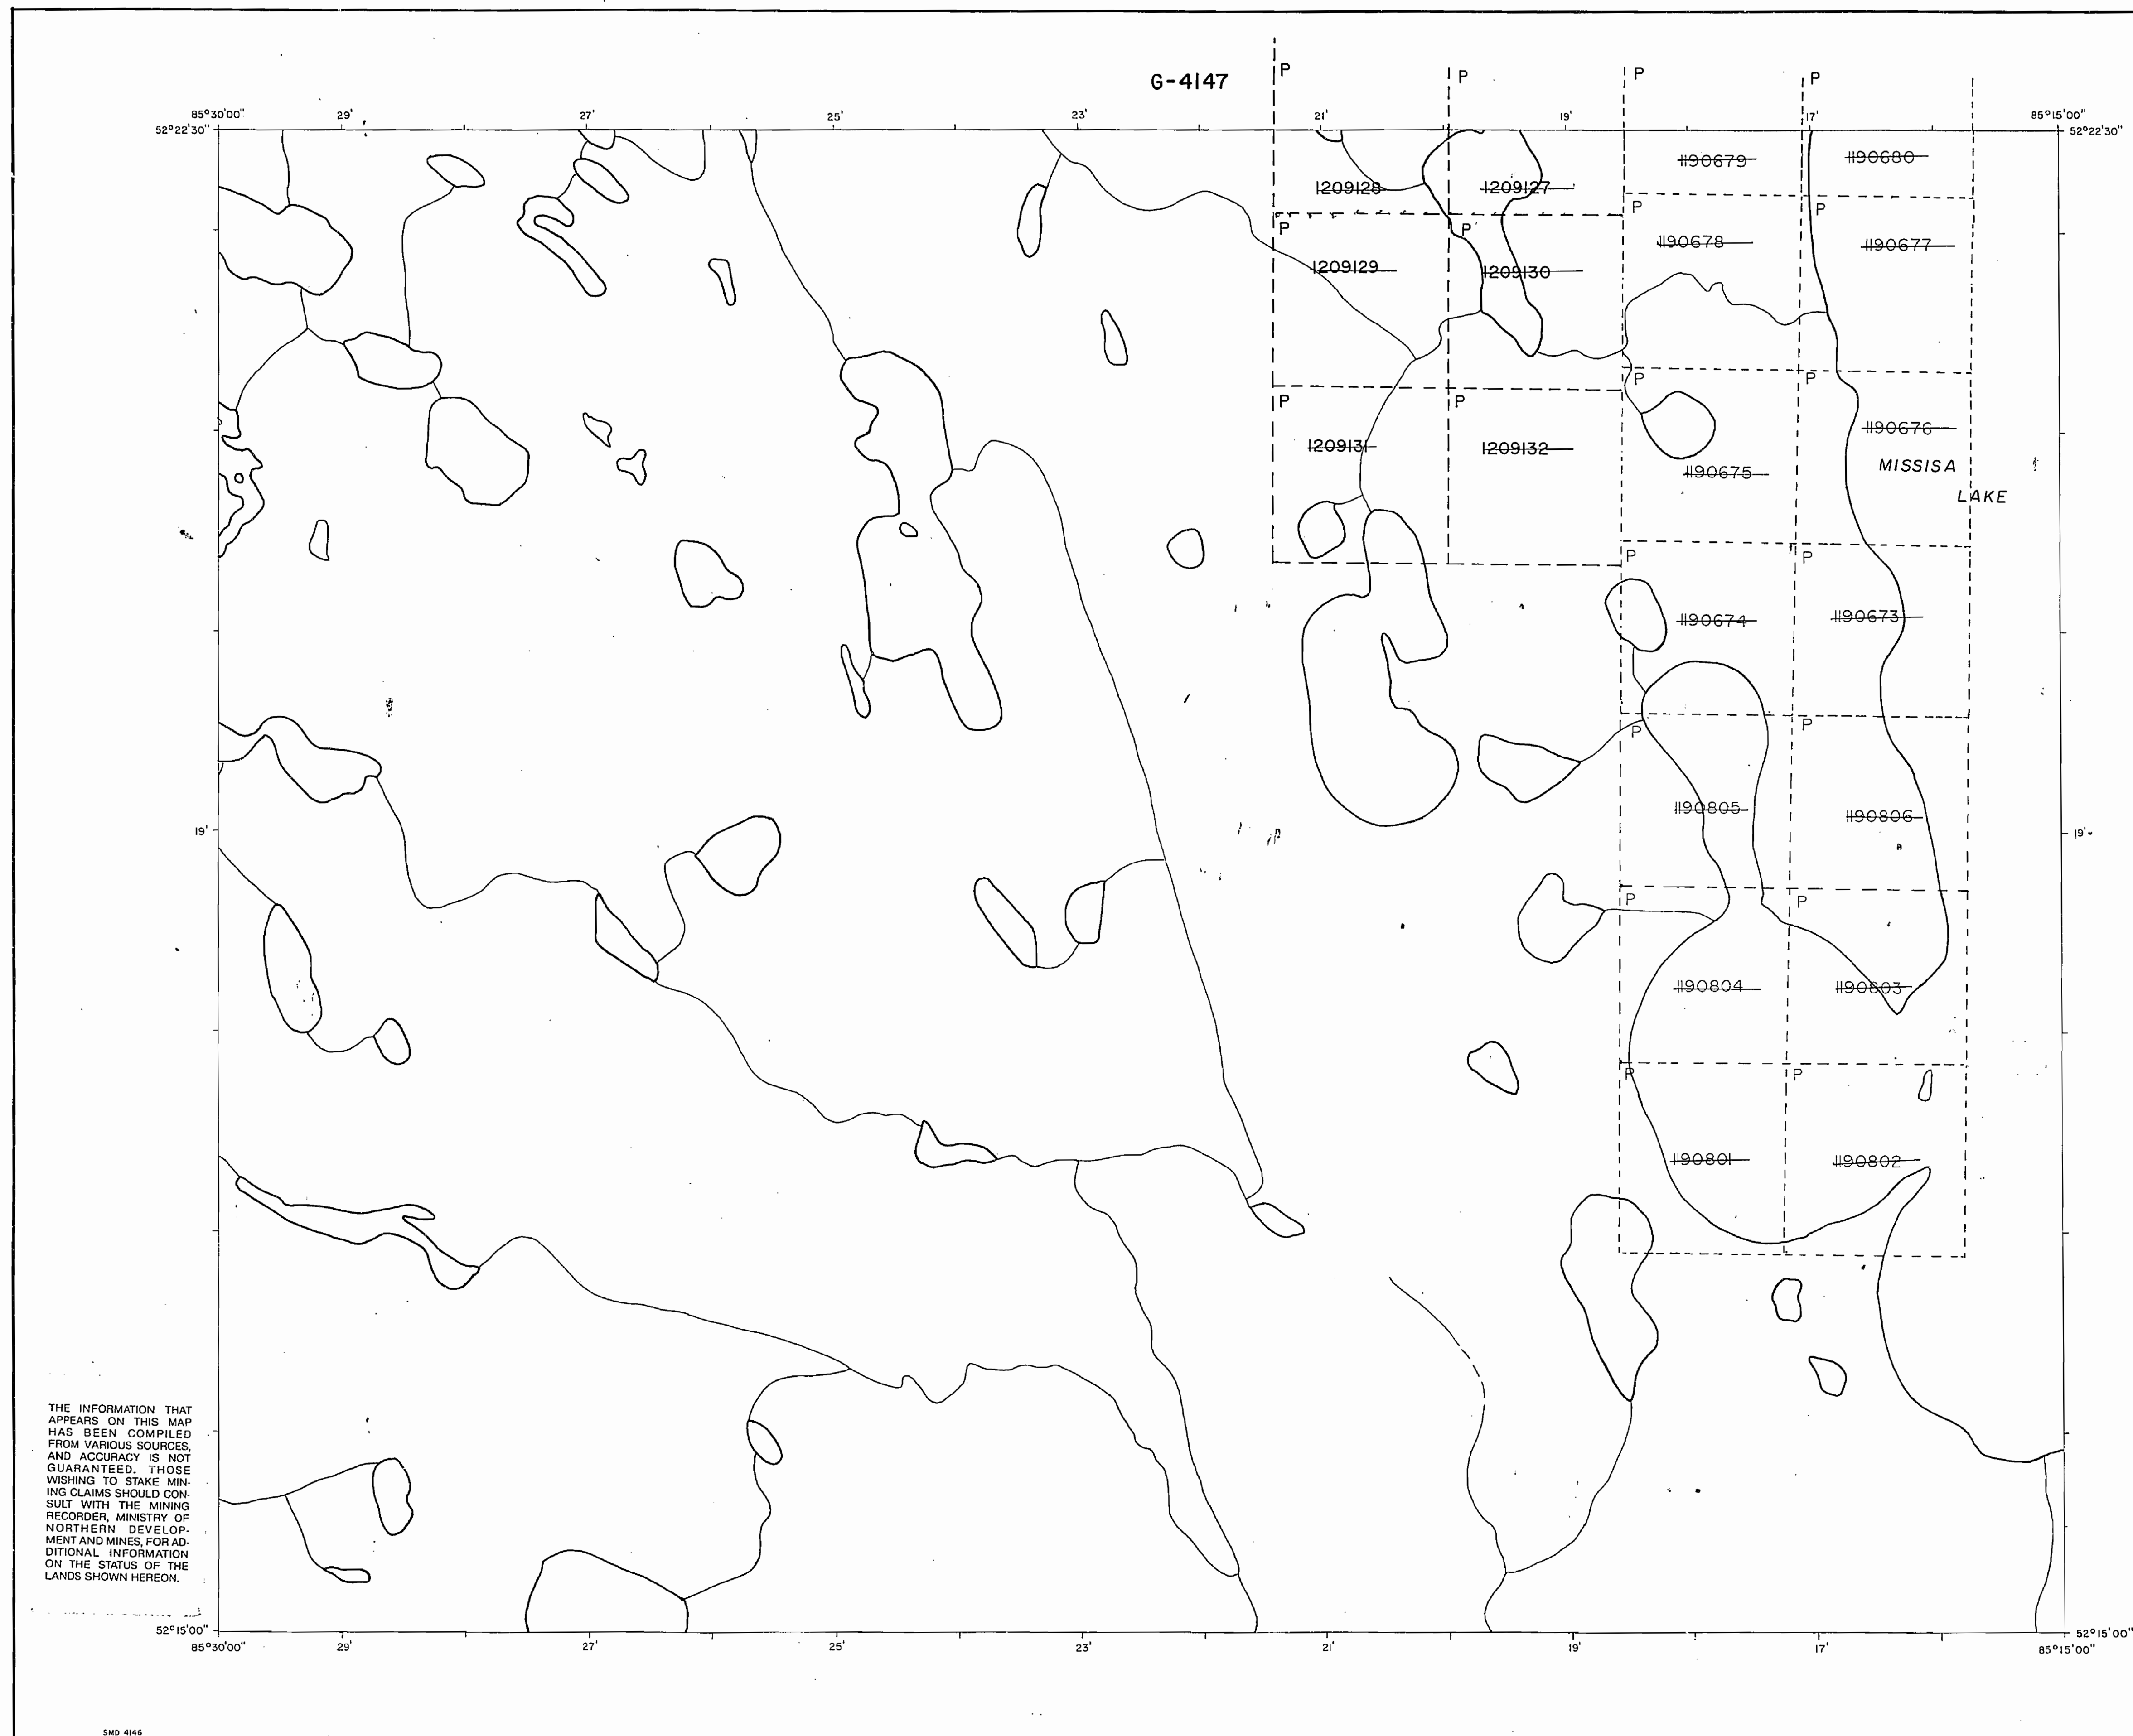 G-4147
P
P
P
P
85°30'00"
29'
27'
25'
23'
21'
19'
17'
85°15'00"
52°22'30"
52°22'30"
1190679
1190680
1209128
1209127
P
P
P
P
1190678
1190677
1209129
1209130
P
P
P
P
1190676
1209131
1209132
MISSISA
1190675
LAKE
P
P
1190674
1190673
P
P
1190805
1190806
19'
19'
P
P
1190804
1190803
P
P
1190801
1190802
THE INFORMATION THAT
APPEARS ON THIS MAP
HAS BEEN COMPILED
FROM VARIOUS SOURCES,
AND ACCURACY IS NOT
GUARANTEED. THOSE
WISHING TO STAKE MIN-
ING CLAIMS SHOULD CON-
SULT WITH THE MINING
RECORDER, MINISTRY OF
NORTHERN DEVELOP-
MENT AND MINES, FOR AD-
DITIONAL INFORMATION
ON THE STATUS OF THE
LANDS SHOWN HEREON.
52°15'00"
52°15'00"
85°30'00"
29'
27'
25'
23'
21'
19'
17'
85°15'00"
SMD 4146